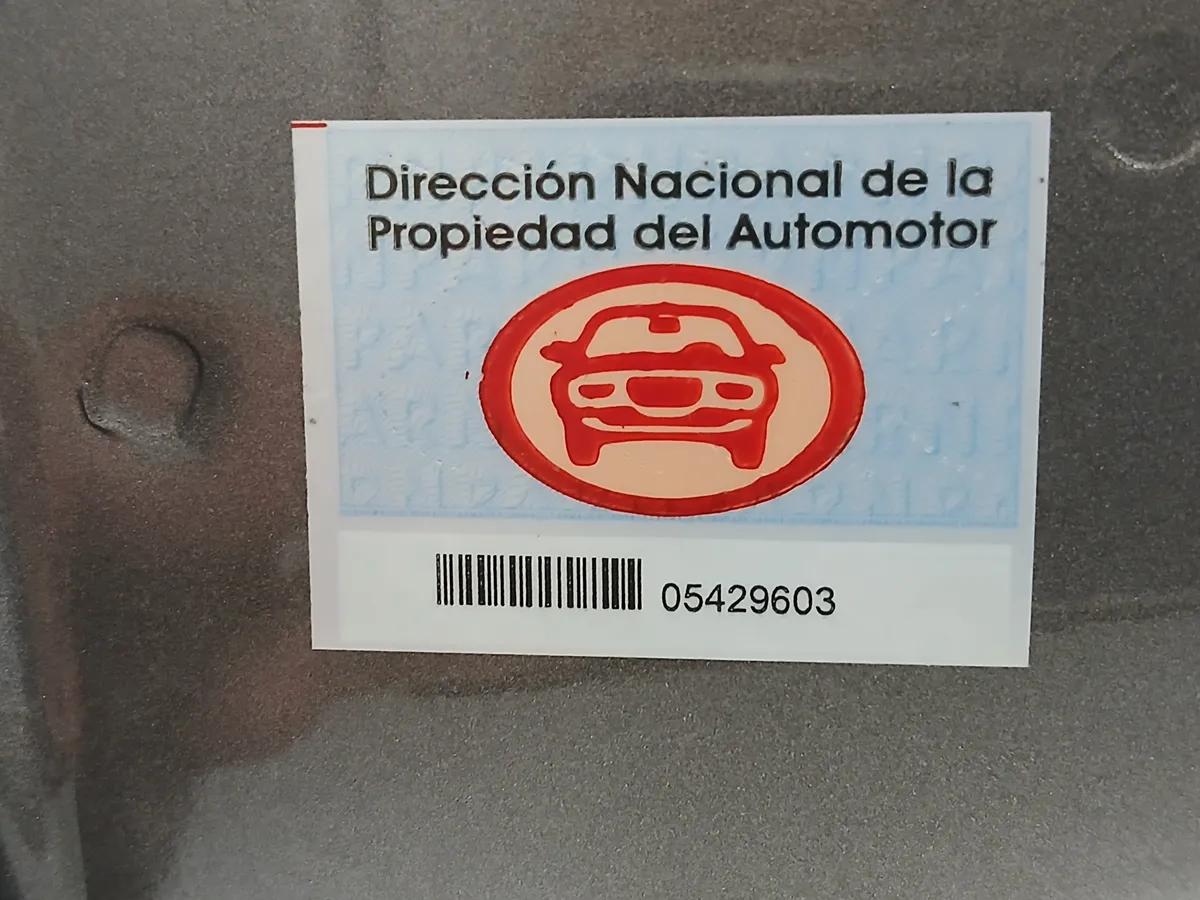 Dirección Nacional de la
Propiedad del Automotor
05429603